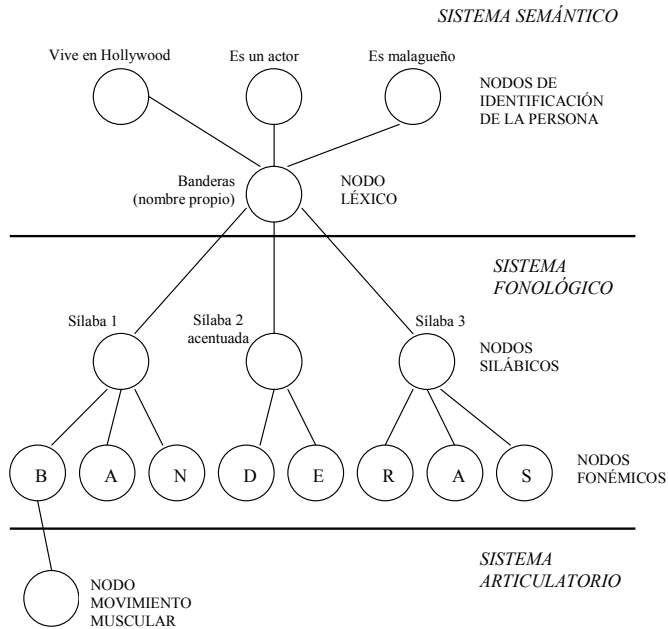 SISTEMA SEMÁNTICO
Vive en Hollywood
Es un actor
Es malagueño
NODOS DE
IDENTIFICACIÓN
DE LA PERSONA
Banderas
(nombre propio)
NODO
LÉXICO
SISTEMA
FONOLÓGICO
Sílaba 1
Sílaba 2
acentuada
Sílaba 3
NODOS
SILÁBICOS
B A N D E R A S
NODOS
FONÉMICOS
SISTEMA
ARTICULATORIO
NODO
MOVIMIENTO
MUSCULAR